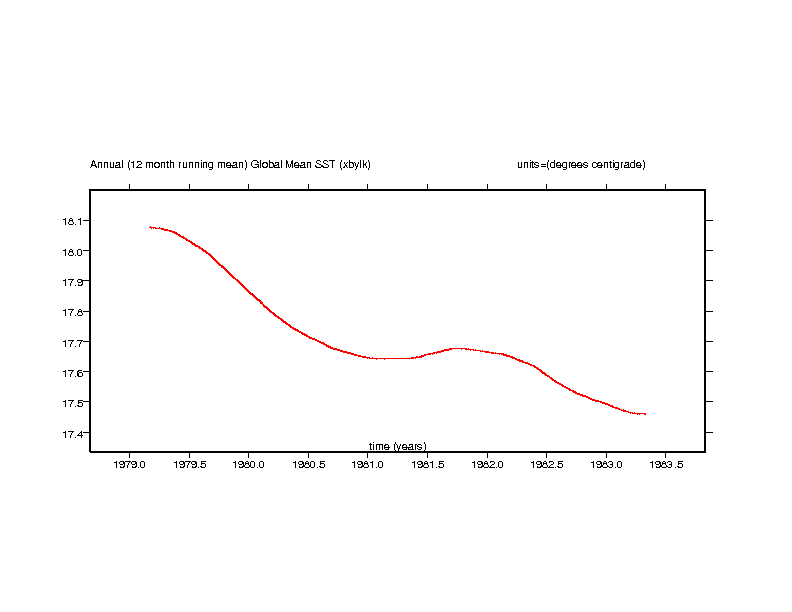 Annual (12 month running mean) Global Mean SST (xbylk) units=(degrees centigrade)
18.1
18.0
17.9
17.8
17.7
17.6
17.5
17.4
time (years)
1979.0 1979.5 1980.0 1980.5 1981.0 1981.5 1982.0 1982.5 1983.0 1983.5